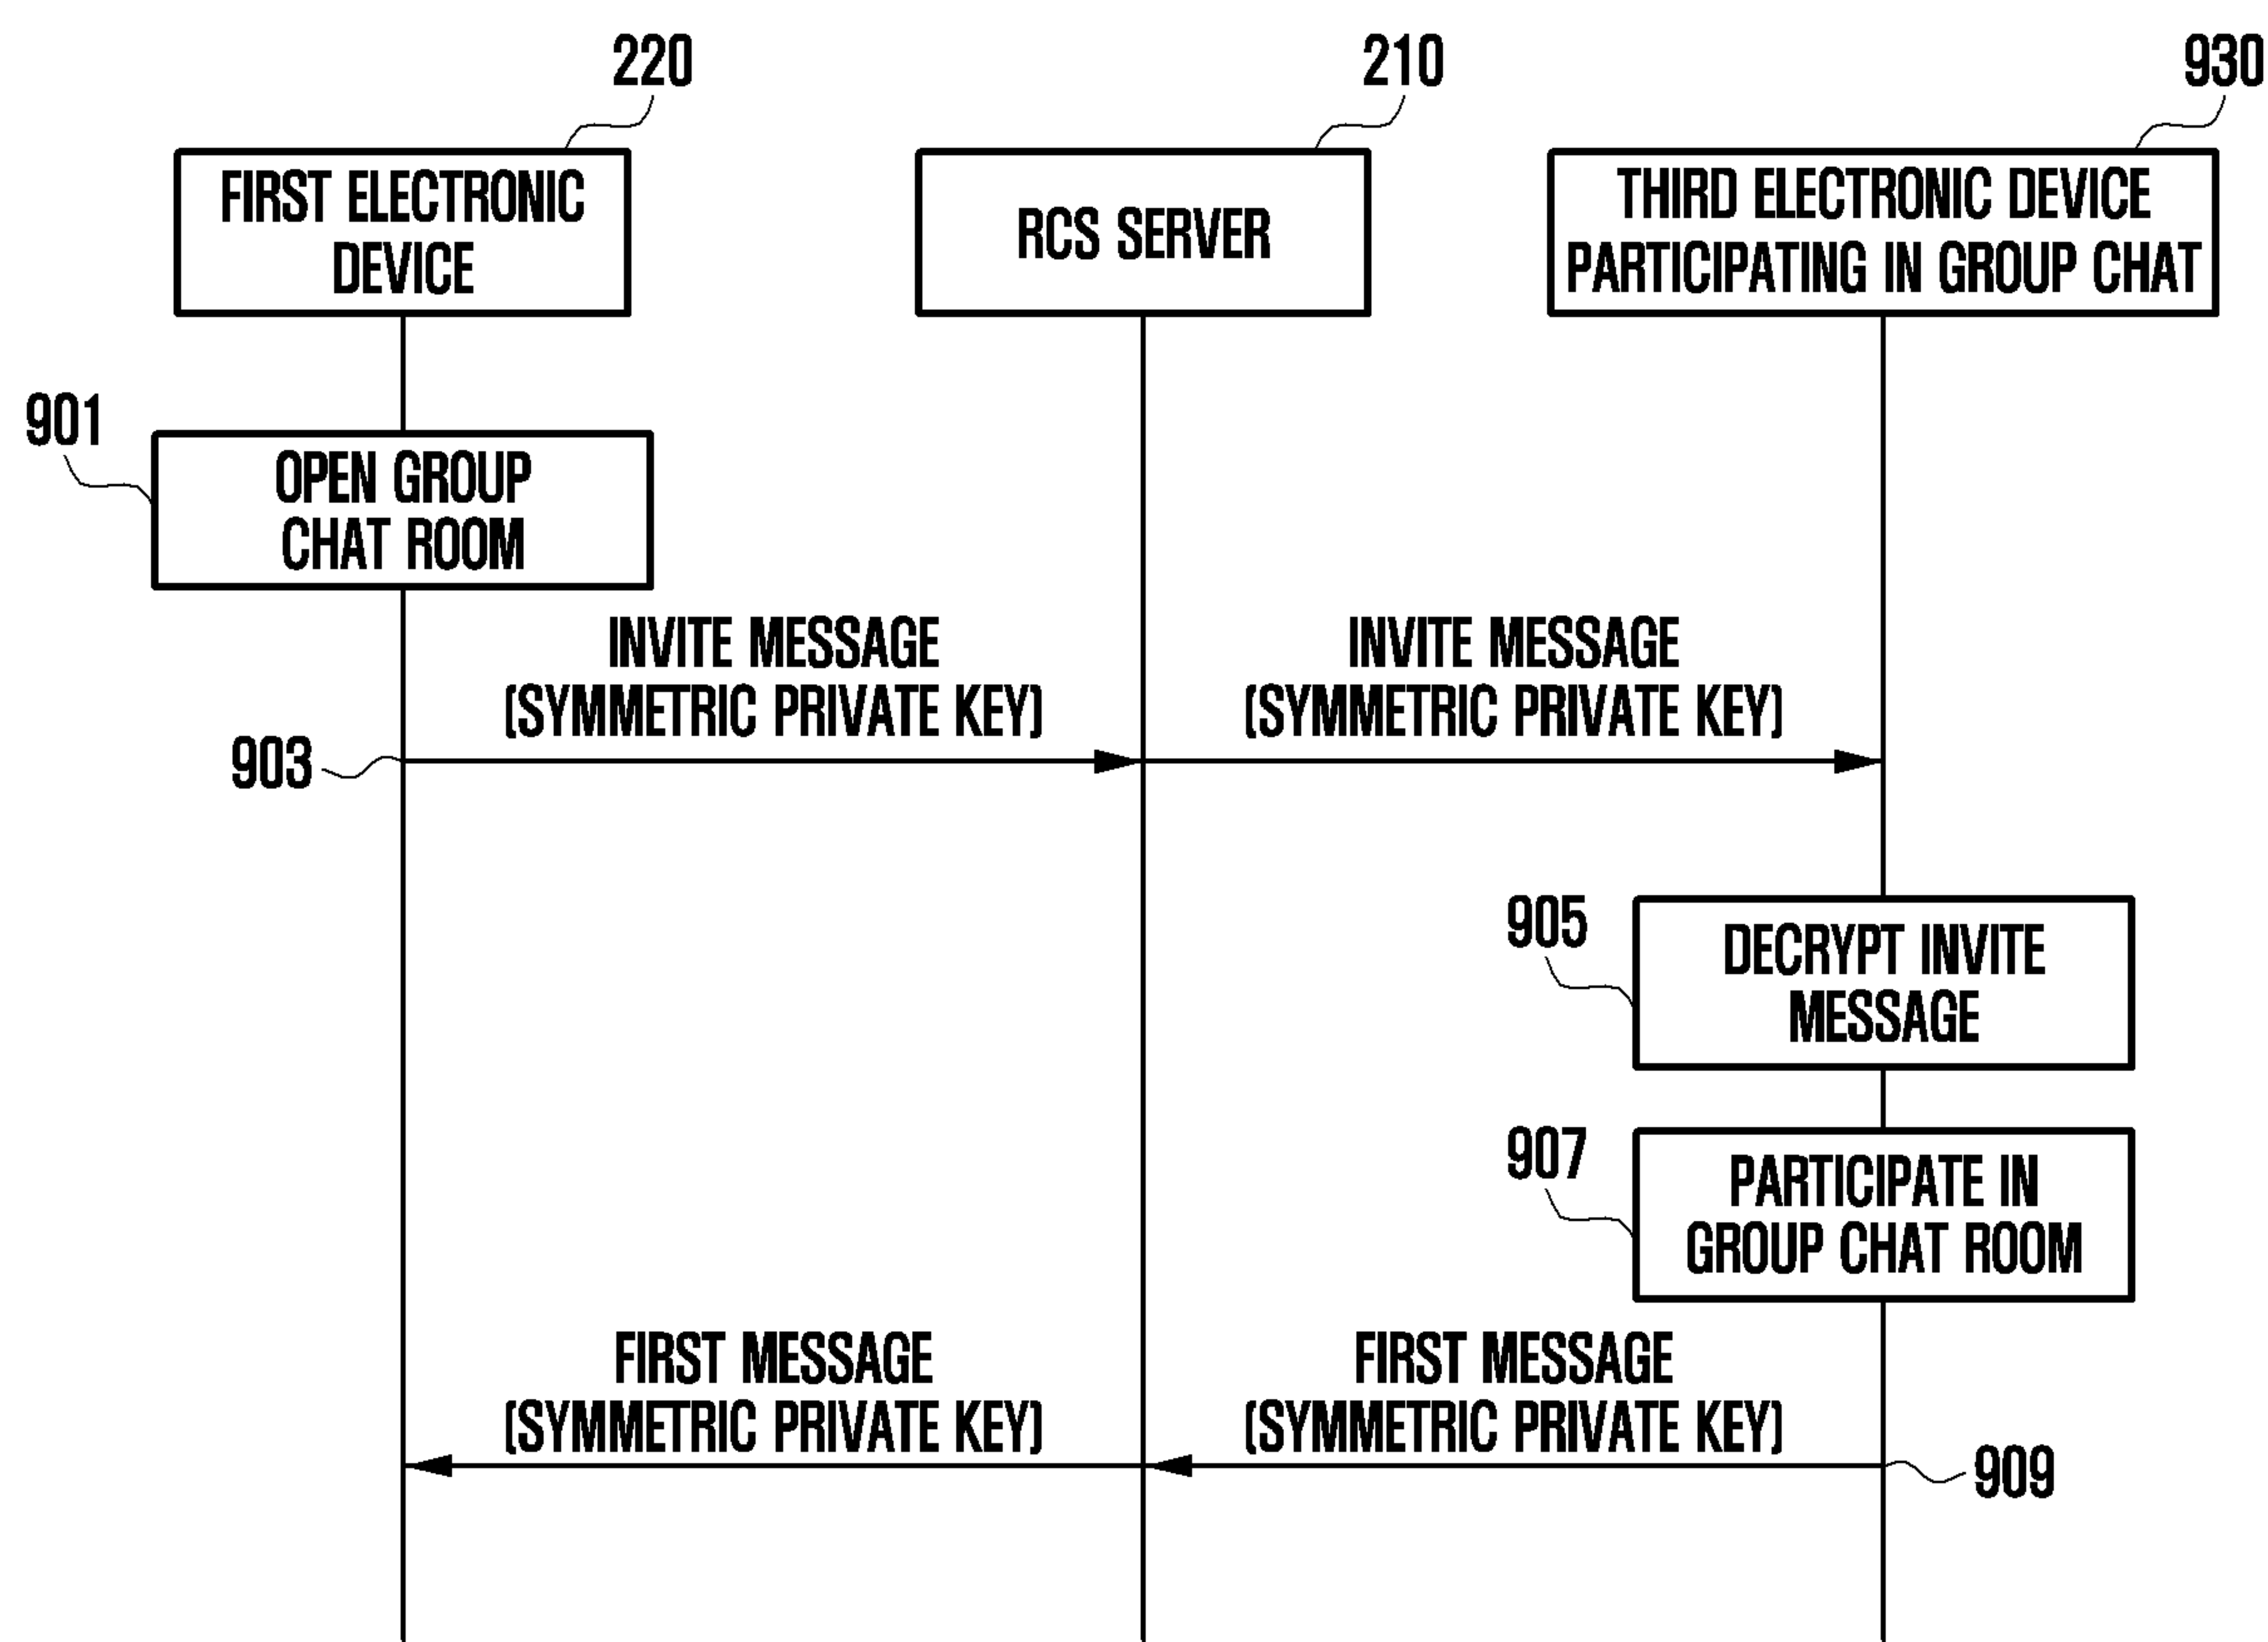 220
210
930
FIRST ELECTRONIC
DEVICE
RCS SERVER
THIRD ELECTRONIC DEVICE
PARTICIPATING IN GROUP CHAT
901
OPEN GROUP
CHAT ROOM
INVITE MESSAGE
(SYMMETRIC PRIVATE KEY)
INVITE MESSAGE
(SYMMETRIC PRIVATE KEY)
903
905
DECRYPT INVITE
MESSAGE
907
PARTICIPATE IN
GROUP CHAT ROOM
FIRST MESSAGE
(SYMMETRIC PRIVATE KEY)
FIRST MESSAGE
(SYMMETRIC PRIVATE KEY)
909